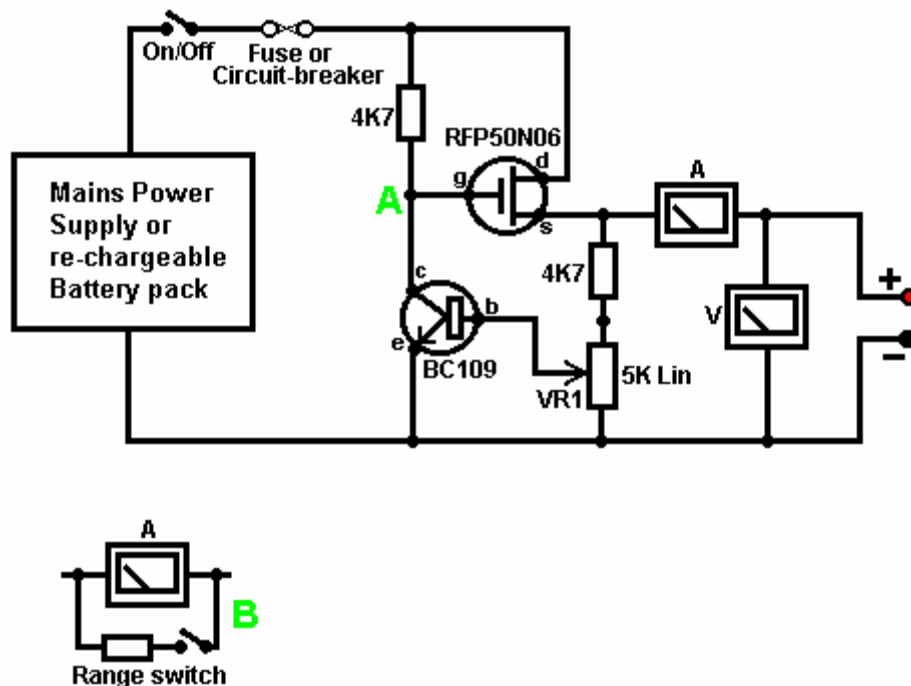 On/Off
Fuse or
Circuit-breaker
4K7
RFP50N06
d
g
A
s
A
Mains Power
Supply or
re-chargeable
Battery pack
4K7
c
b
e
BC109
VR1
5K Lin
V
+
−
A
B
Range switch